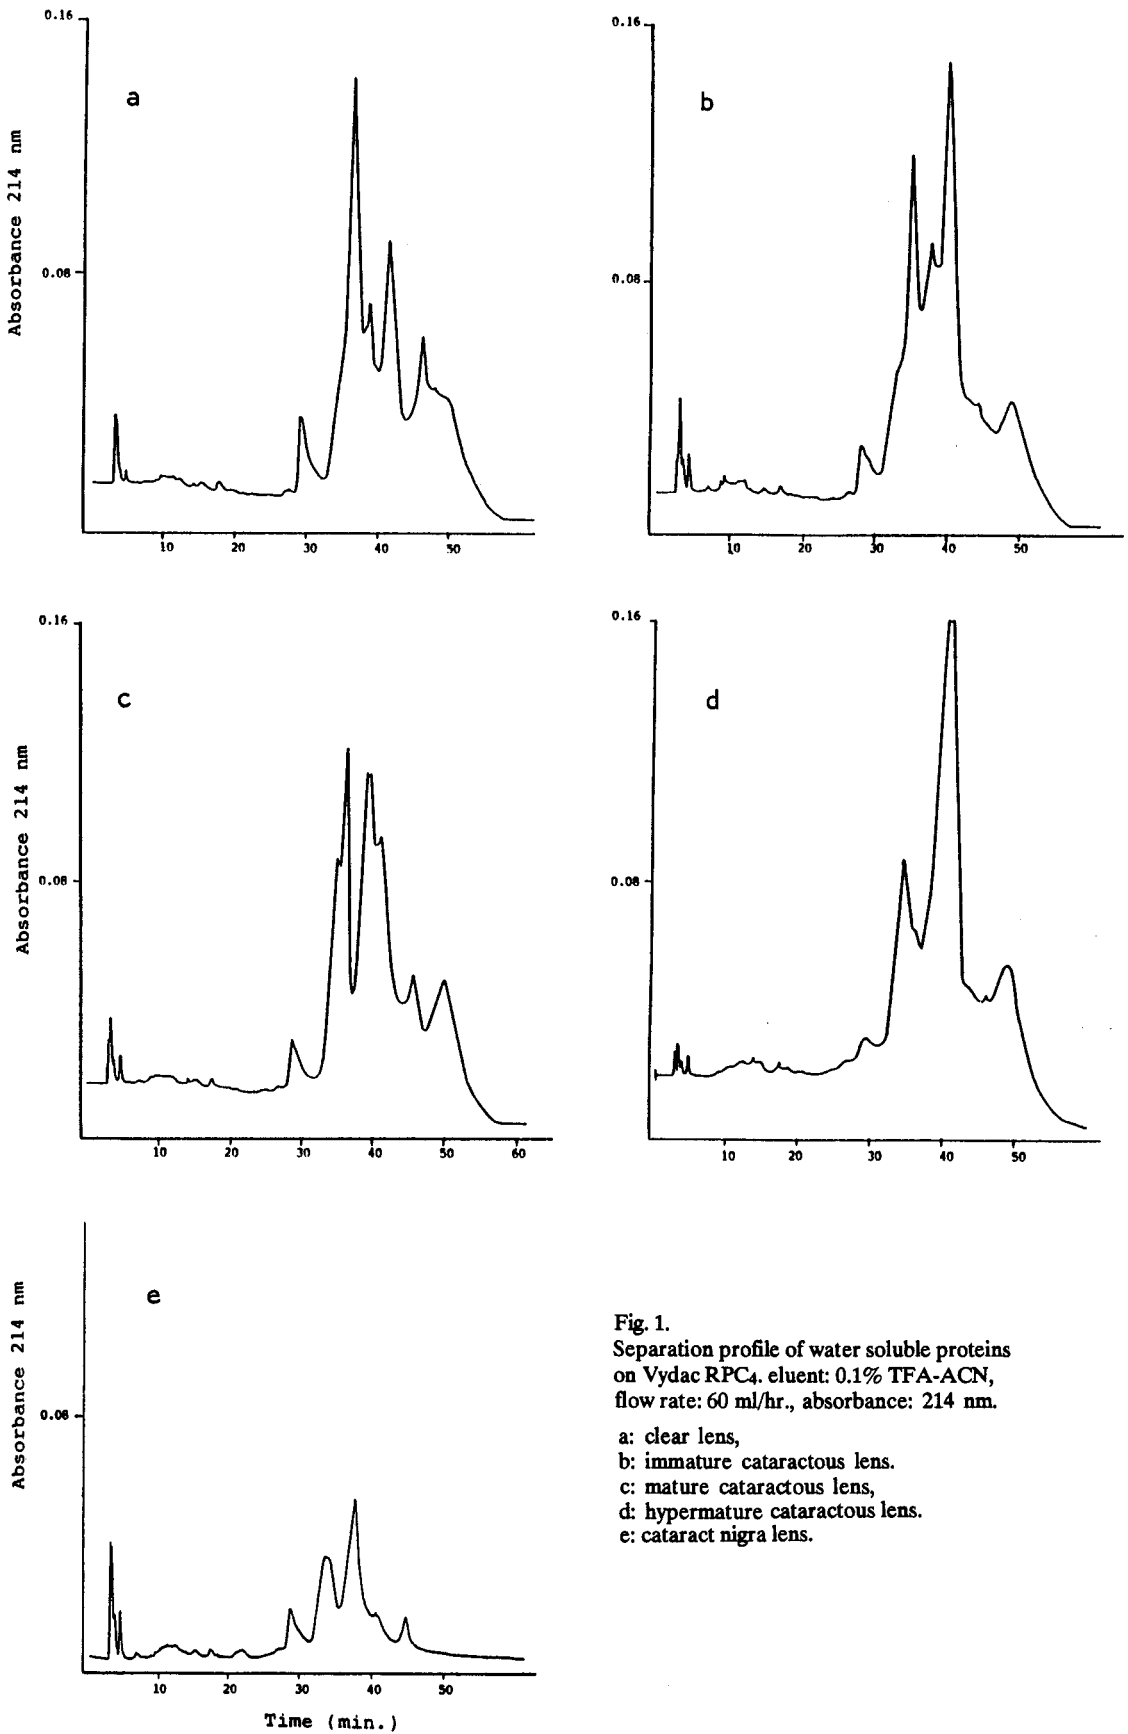 0.16
a
Absorbance 214 nm
0.08
10 20 30 40 50
0.16
b
0.08
10 20 30 40 50
0.16
c
Absorbance 214 nm
0.08
10 20 30 40 50 60
0.16
d
0.08
10 20 30 40 50
e
Absorbance 214 nm
0.08
10 20 30 40 50
Time (min.)
Fig. 1.
Separation profile of water soluble proteins
on Vydac RPC4. eluent: 0.1% TFA-ACN,
flow rate: 60 ml/hr., absorbance: 214 nm.
a: clear lens,
b: immature cataractous lens.
c: mature cataractous lens,
d: hypermature cataractous lens.
e: cataract nigra lens.